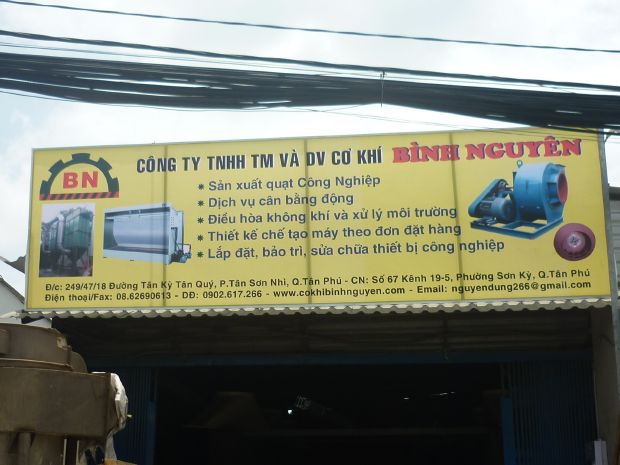 BN
CÔNG TY TNHH TM VÀ DV CƠ KHÍ BÌNH NGUYÊN
* Sản xuất quạt Công Nghiệp
* Dịch vụ cân bằng động
* Điều hòa không khí và xử lý môi trường
* Thiết kế chế tạo máy theo đơn đặt hàng
* Lắp đặt, bảo trì, sửa chữa thiết bị công nghiệp
Đ/c: 249/47/18 Đường Tân Kỳ Tân Quý, P.Tân Sơn Nhì, Q.Tân Phú - CN: Số 67 Kênh 19-5, Phường Sơn Kỳ, Q.Tân Phú
Điện thoại/Fax: 08.62690613 - DĐ: 0902.617.266 - www.cokhibinhnguyen.com - Email: nguyendung266@gmail.com